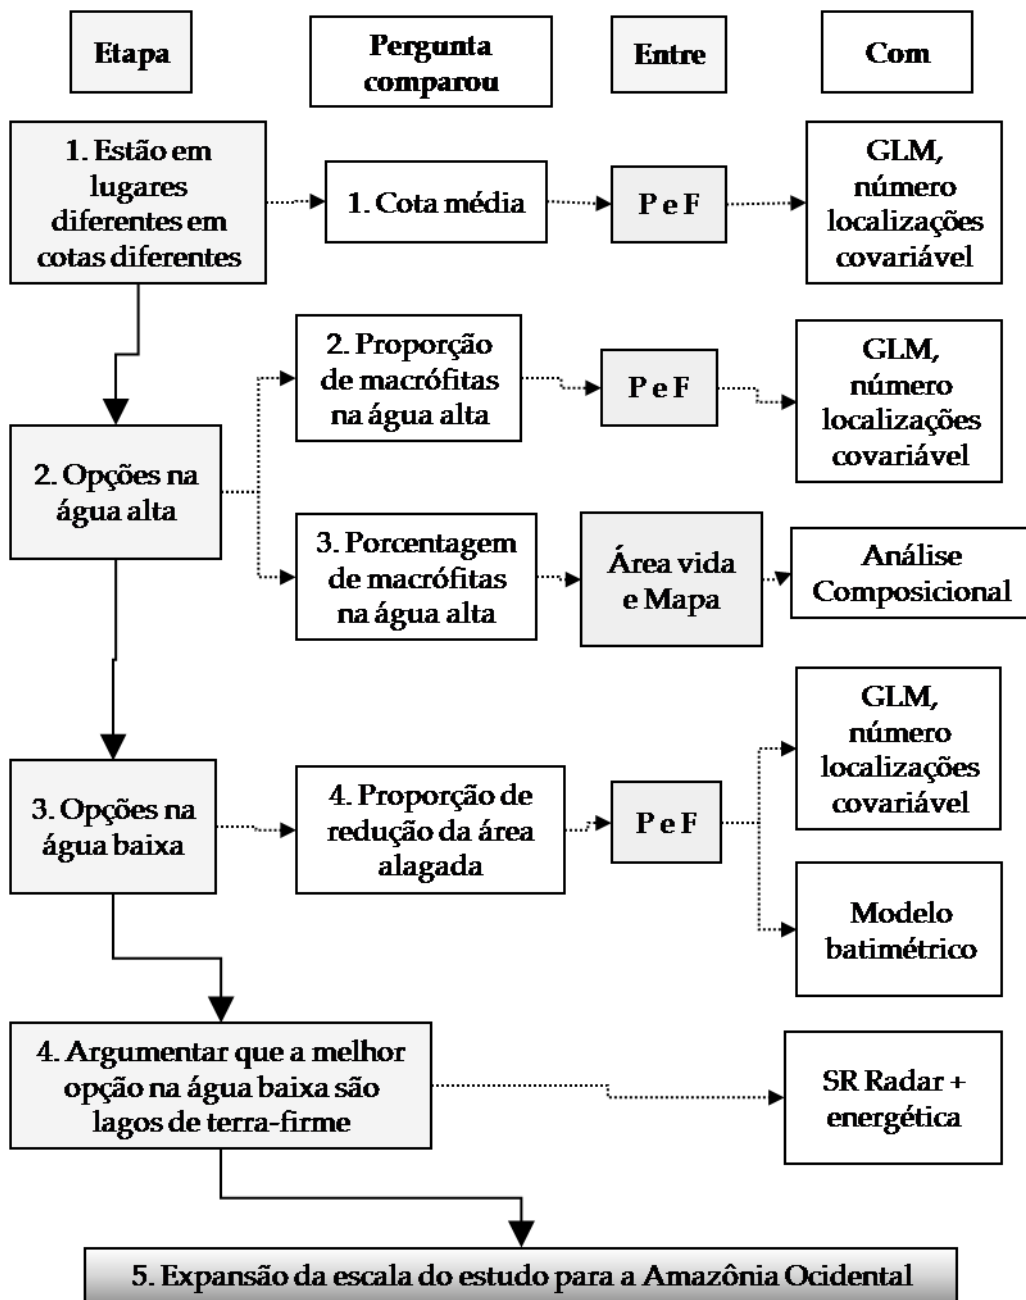 Etapa
Pergunta
comparou
Entre
Com
1. Estão em
lugares
diferentes em
cotas diferentes
1. Cota média
P e F
GLM,
número
localizações
covariável
2. Opções na
água alta
2. Proporção
de macrófitas
na água alta
P e F
GLM,
número
localizações
covariável
3. Porcentagem
de macrófitas
na água alta
Área vida
e Mapa
Análise
Composicional
3. Opções na
água baixa
4. Proporção de
redução da área
alagada
P e F
GLM,
número
localizações
covariável
Modelo
batimétrico
4. Argumentar que a melhor
opção na água baixa são
lagos de terra-firme
SR Radar +
energética
5. Expansão da escala do estudo para a Amazônia Ocidental